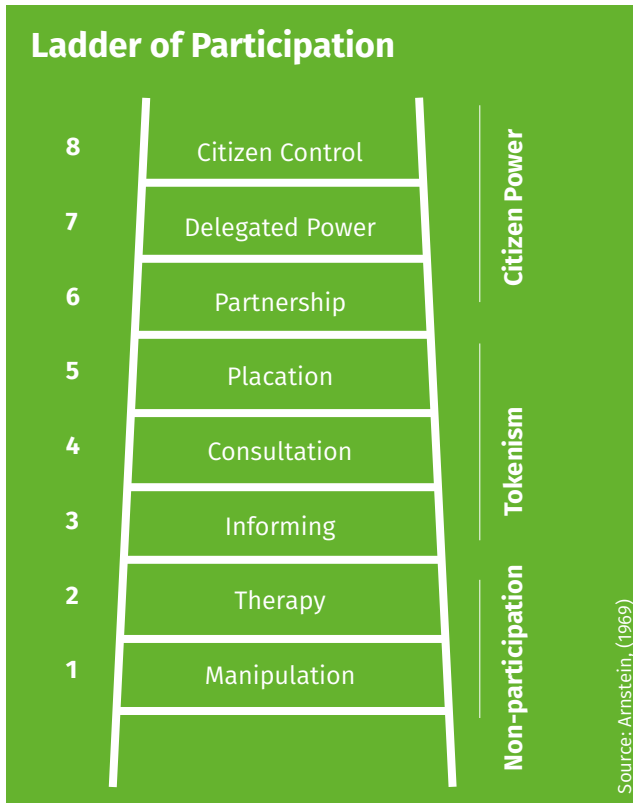 Ladder of Participation
8
Citizen Control
7
Delegated Power
6
Partnership
Citizen Power
5
Placation
4
Consultation
3
Informing
Tokenism
2
Therapy
1
Manipulation
Non-participation
Source: Arnstein, (1969)